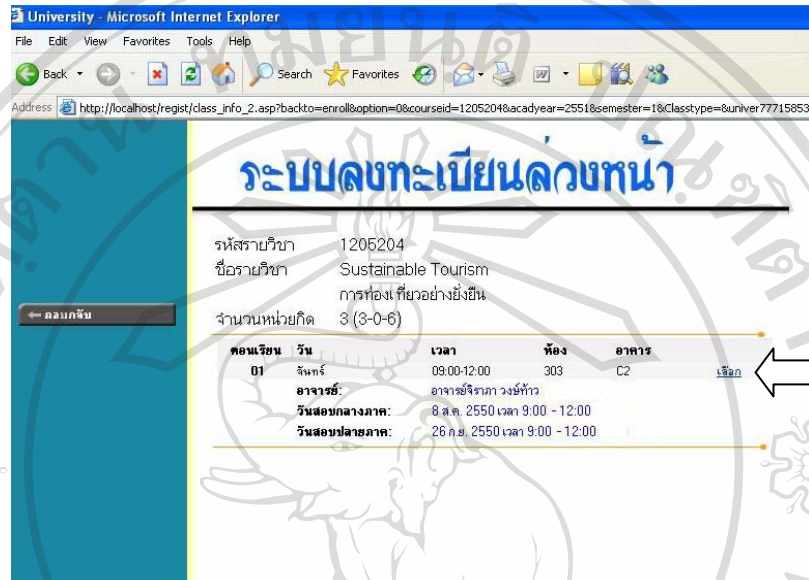 University - Microsoft Internet Explorer
File Edit View Favorites Tools Help
Back Search Favorites
Address http://localhost/regist/class_info_2.asp?backto=enroll&option=0&courseid=1205204&acadyear=2551&semester=1&Classtype=&univer77715853
ระบบลงทะเบียนล่วงหน้า
รหัสรายวิชา 1205204
ชื่อรายวิชา Sustainable Tourism
การท่องเที่ยวอย่างยั่งยืน
จำนวนหน่วยกิต 3 (3-0-6)
ถอยกลับ
ตอนเรียน วัน เวลา ห้อง อาคาร
01 จันทร์ 09:00-12:00 303 C2 เลือก
อาจารย์: อาจารย์จิราภา วงษ์ท้าว
วันสอบกลางภาค: 8 ส.ค. 2550 เวลา 9:00 - 12:00
วันสอบปลายภาค: 26 ก.ย. 2550 เวลา 9:00 - 12:00